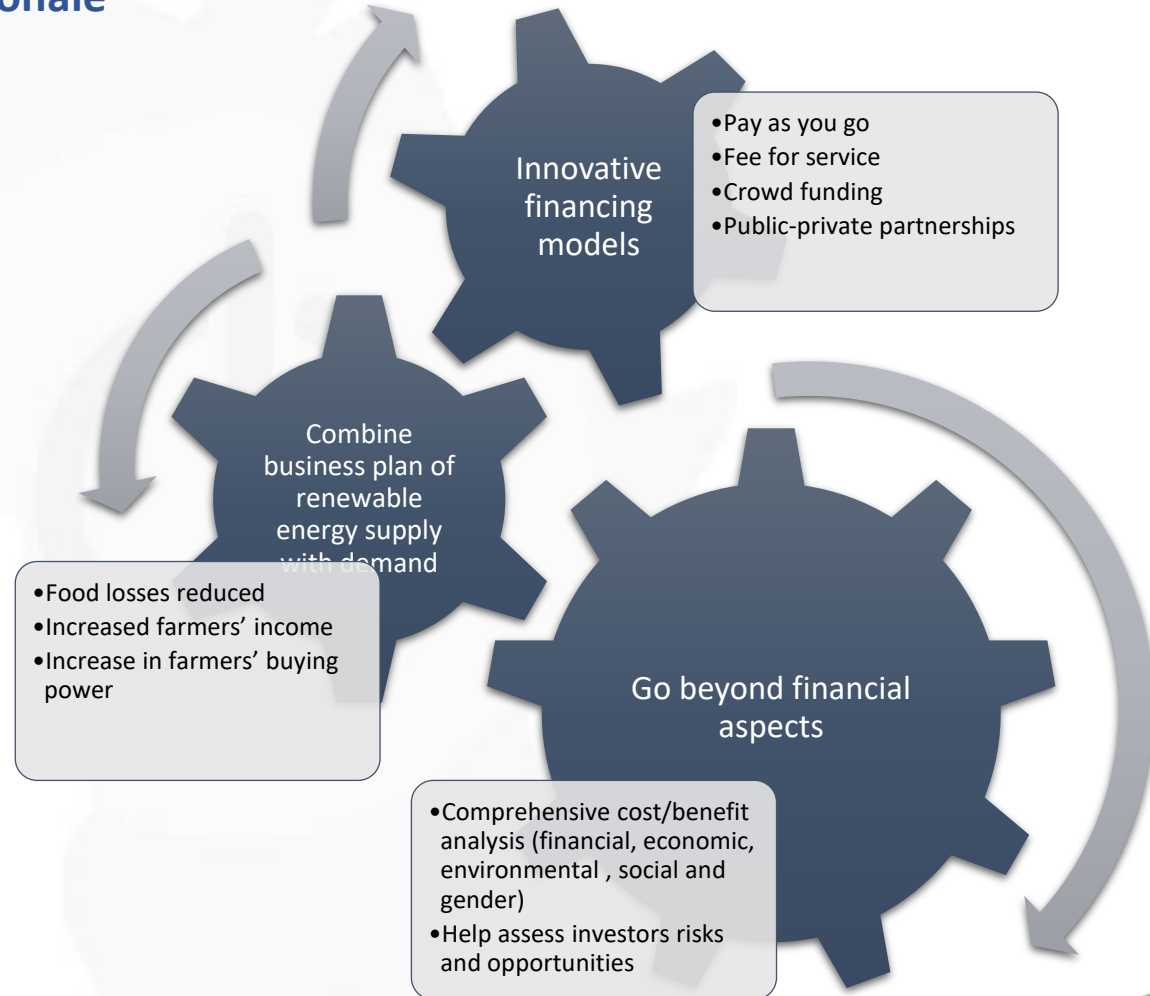 Innovative
financing
models
•Pay as you go
•Fee for service
•Crowd funding
•Public-private partnerships
Combine
business plan of
renewable
energy supply
with demand
•Food losses reduced
•Increased farmers’ income
•Increase in farmers’ buying
power
Go beyond financial
aspects
•Comprehensive cost/benefit
analysis (financial, economic,
environmental , social and
gender)
•Help assess investors risks
and opportunities